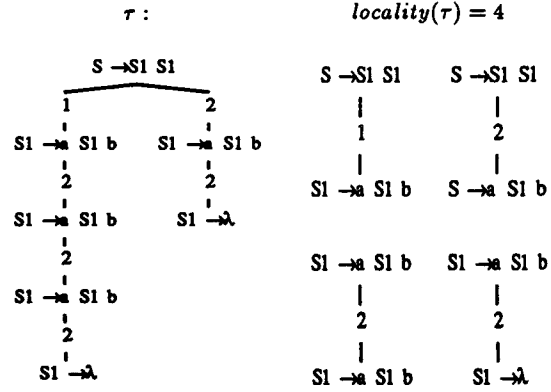 τ :
S → S1 S1
1 2
S1 → a S1 b S1 → a S1 b
2 2
S1 → a S1 b S1 → λ
2
S1 → a S1 b
2
S1 → λ
locality(τ) = 4
S → S1 S1 S → S1 S1
1 2
S1 → a S1 b S → a S1 b
S1 → a S1 b S1 → a S1 b
2 2
S1 → a S1 b S1 → λ